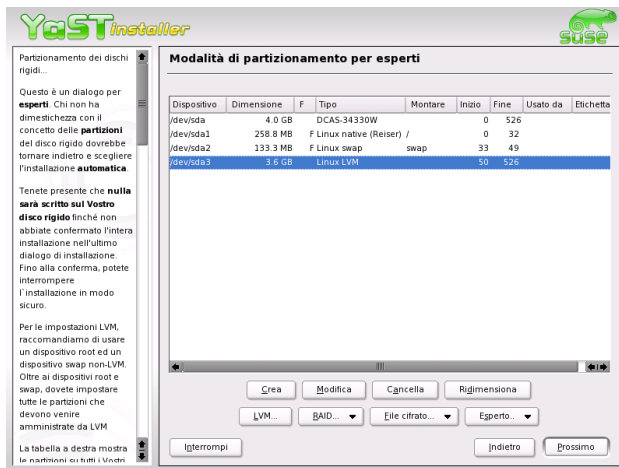 YaST installer
SUSE
Partizionamento dei dischi
rigidi...
Questo è un dialogo per
esperti. Chi non ha
dimestichezza con il
concetto delle partizioni
del disco rigido dovrebbe
tornare indietro e scegliere
l'installazione automatica.
Tenete presente che nulla
sarà scritto sul Vostro
disco rigido finché non
abbiate confermato l'intera
installazione nell'ultimo
dialogo di installazione.
Fino alla conferma, potete
interrompere
l`installazione in modo
sicuro.
Per le impostazioni LVM,
raccomandiamo di usare
un dispositivo root ed un
dispositivo swap non-LVM.
Oltre ai dispositivi root e
swap, dovete impostare
tutte le partizioni che
devono venire
amministrate da LVM
La tabella a destra mostra
le partizioni su tutti i Vostri
Modalità di partizionamento per esperti
Dispositivo Dimensione F Tipo Montare Inizio Fine Usato da Etichetta
/dev/sda 4.0 GB DCAS-34330W 0 526
/dev/sda1 258.8 MB F Linux native (Reiser) / 0 32
/dev/sda2 133.3 MB F Linux swap swap 33 49
/dev/sda3 3.6 GB Linux LVM 50 526
Crea Modifica Cancella Ridimensiona
LVM... RAID... File cifrato... Esperto..
Interrompi Indietro Prossimo